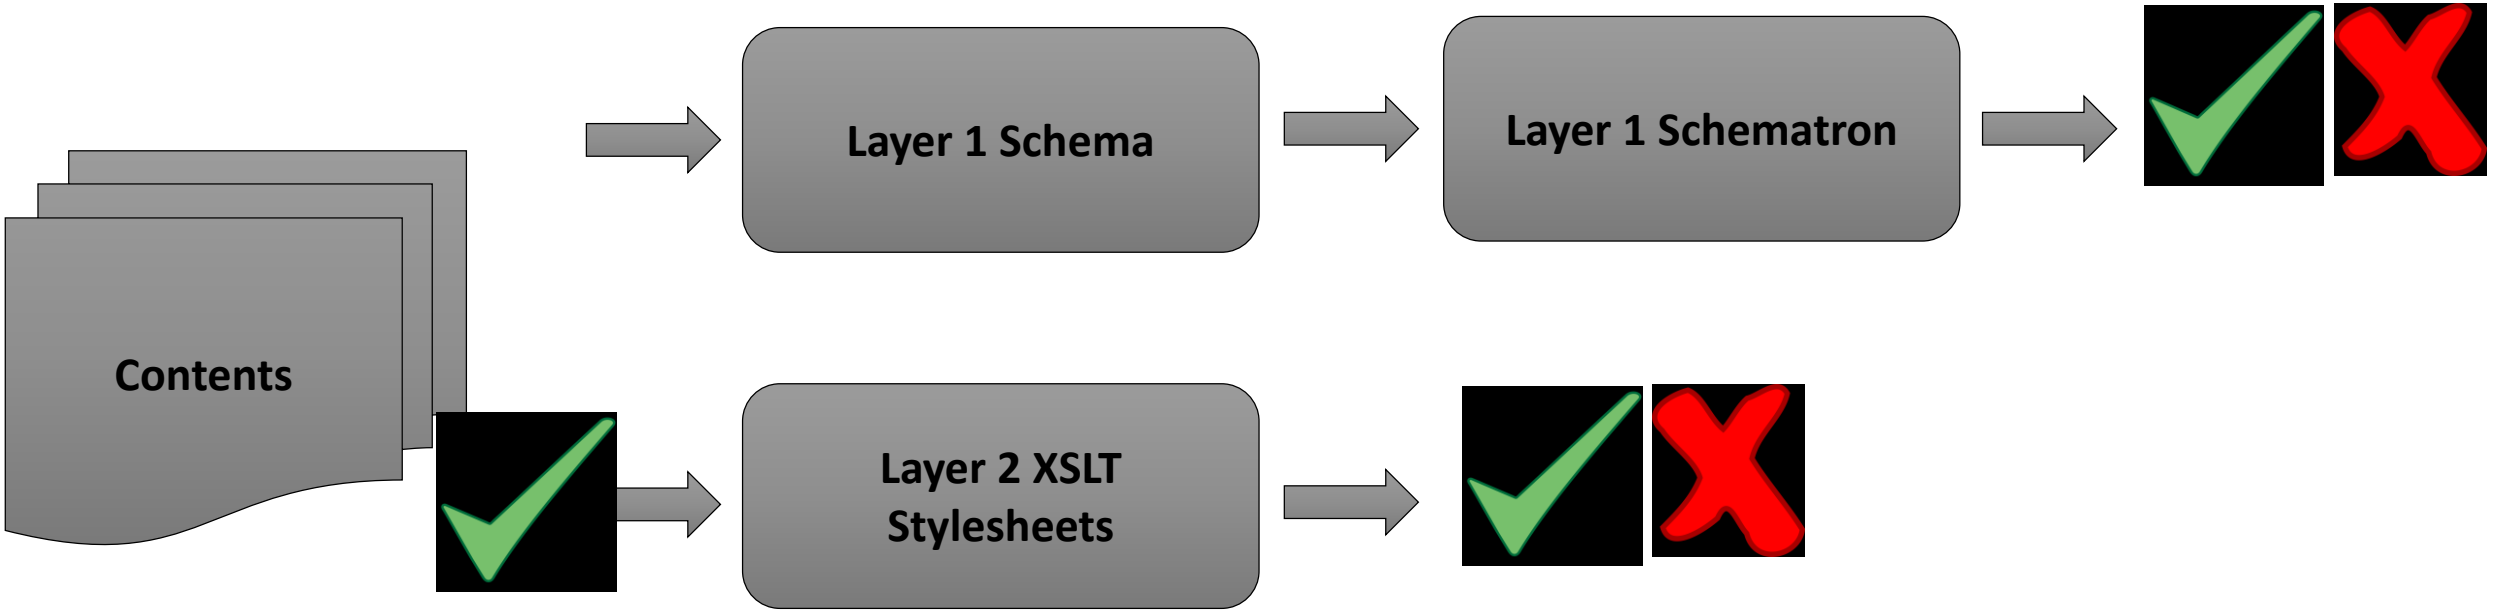 Layer 1 Schema
Layer 1 Schematron
Contents
Layer 2 XSLT
Stylesheets